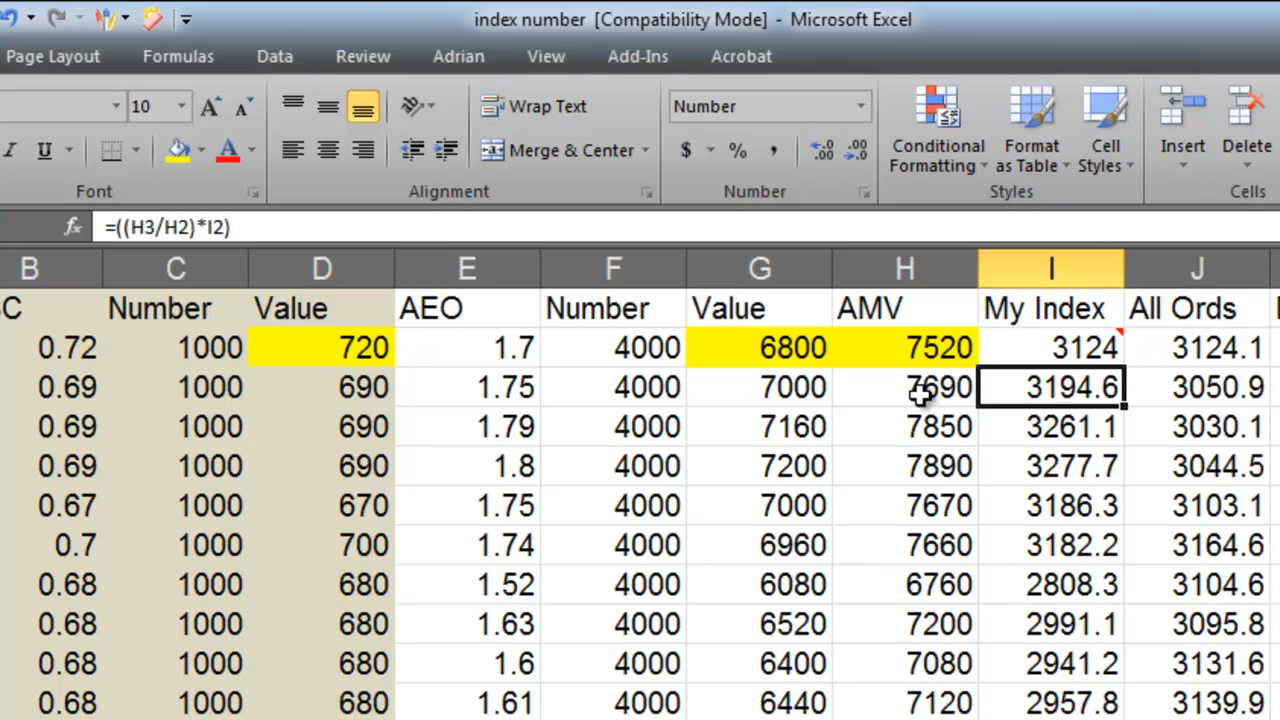 index number [Compatibility Mode] - Microsoft Excel
Page Layout Formulas Data Review Adrian View Add-Ins Acrobat
10 A A Wrap Text Number Conditional Formatting Format as Table Cell Styles Insert Delete
I U A Merge & Center $ % , .00 .00
Font Alignment Number Styles Cells
fx =((H3/H2)*I2)
B C D E F G H I J
C Number Value AEO Number Value AMV My Index All Ords
0.72 1000 720 1.7 4000 6800 7520 3124 3124.1
0.69 1000 690 1.75 4000 7000 7690 3194.6 3050.9
0.69 1000 690 1.79 4000 7160 7850 3261.1 3030.1
0.69 1000 690 1.8 4000 7200 7890 3277.7 3044.5
0.67 1000 670 1.75 4000 7000 7670 3186.3 3103.1
0.7 1000 700 1.74 4000 6960 7660 3182.2 3164.6
0.68 1000 680 1.52 4000 6080 6760 2808.3 3104.6
0.68 1000 680 1.63 4000 6520 7200 2991.1 3095.8
0.68 1000 680 1.6 4000 6400 7080 2941.2 3131.6
0.68 1000 680 1.61 4000 6440 7120 2957.8 3139.9